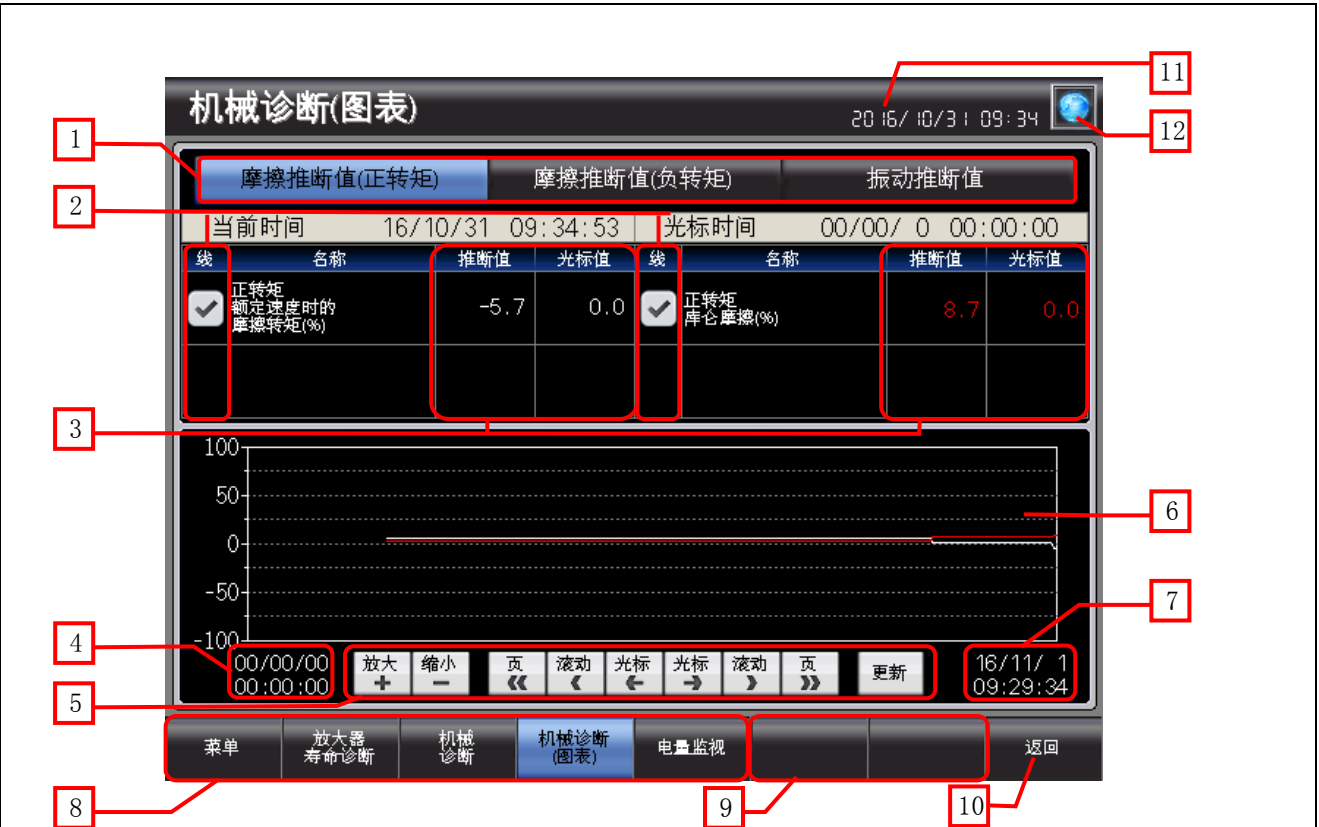 11
机械诊断(图表)
2016/10/31 09:34
12
1
摩擦推断值(正转矩) 摩擦推断值(负转矩) 振动推断值
2
当前时间 16/10/31 09:34:53 光标时间 00/00/ 0 00:00:00
线 名称 推断值 光标值 线 名称 推断值 光标值
正转矩
额定速度时的
摩擦转矩(%)
-5.7 0.0
正转矩
库仑摩擦(%)
8.7 0.0
3
100
50
0
-50
-100
6
7
4
00/00/00
00:00:00
放大 缩小 页 滚动 光标 光标 滚动 页 更新
+ − « ‹ ← → › »
16/11/ 1
09:29:34
5
菜单
放大器
寿命诊断
机械
诊断
机械诊断
(图表)
电量监视
返回
8
9
10